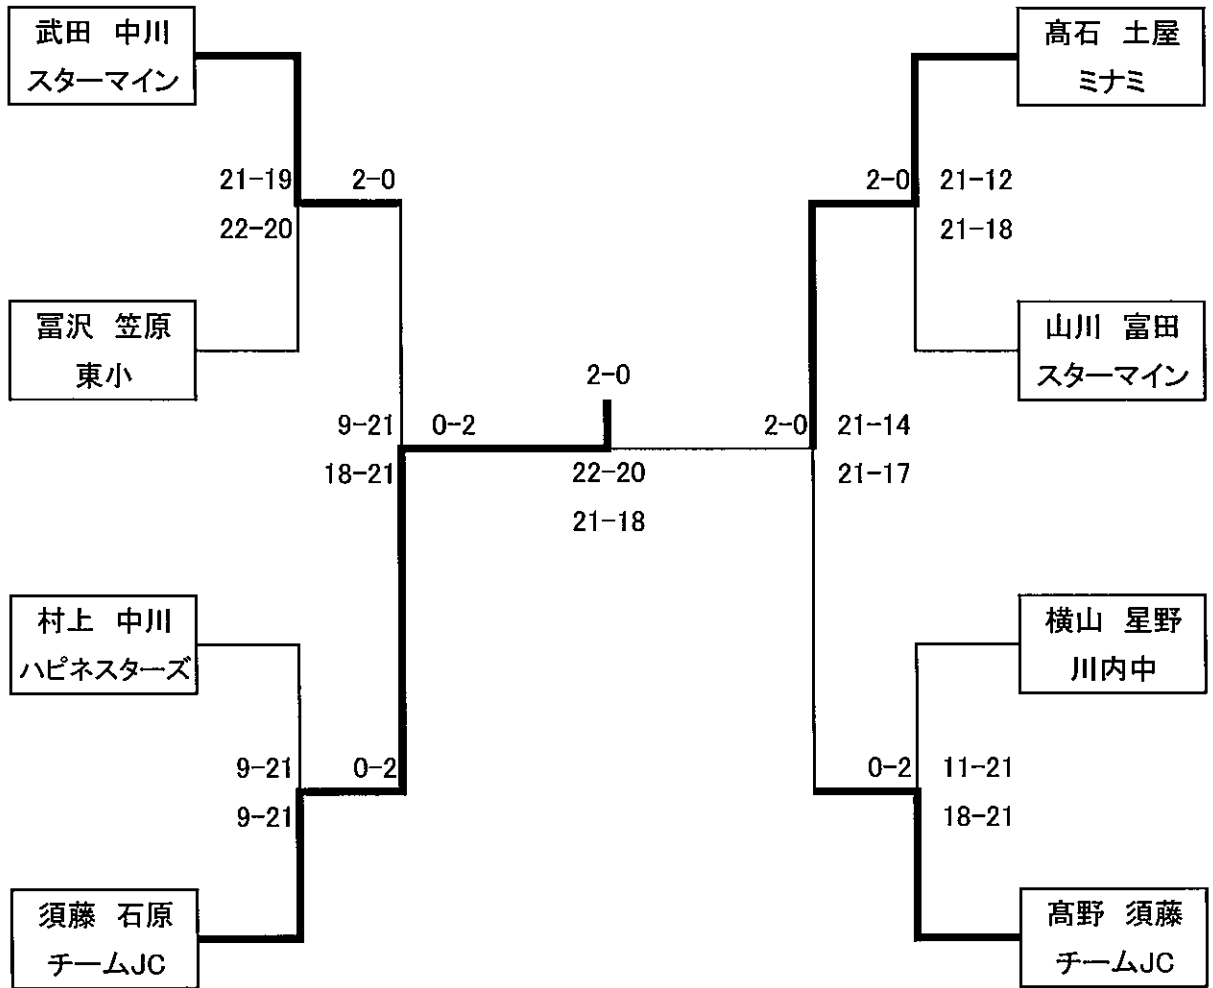 武田 中川
スターマイン
髙石 土屋
ミナミ
21-19
2-0
2-0
21-12
22-20
21-18
冨沢 笠原
東小
山川 富田
スターマイン
2-0
9-21
0-2
2-0
21-14
18-21
22-20
21-17
21-18
村上 中川
ハピネスターズ
横山 星野
川内中
9-21
0-2
0-2
11-21
9-21
18-21
須藤 石原
チームJC
髙野 須藤
チームJC